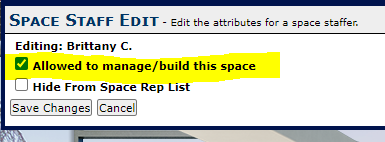 SPACE STAFF EDIT - Edit the attributes for a space staffer.
Editing: Brittany C.
Allowed to manage/build this space
Hide From Space Rep List
Save Changes Cancel